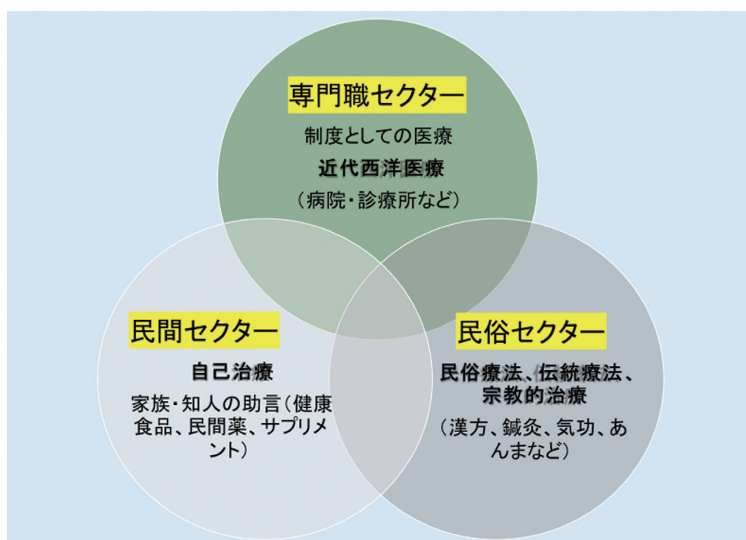 専門職セクター
制度としての医療
近代西洋医療
（病院・診療所など）
民間セクター
自己治療
家族・知人の助言（健康
食品、民間薬、サプリメ
ント）
民俗セクター
民俗療法、伝統療法、
宗教的治療
（漢方、鍼灸、気功、あ
んまなど）